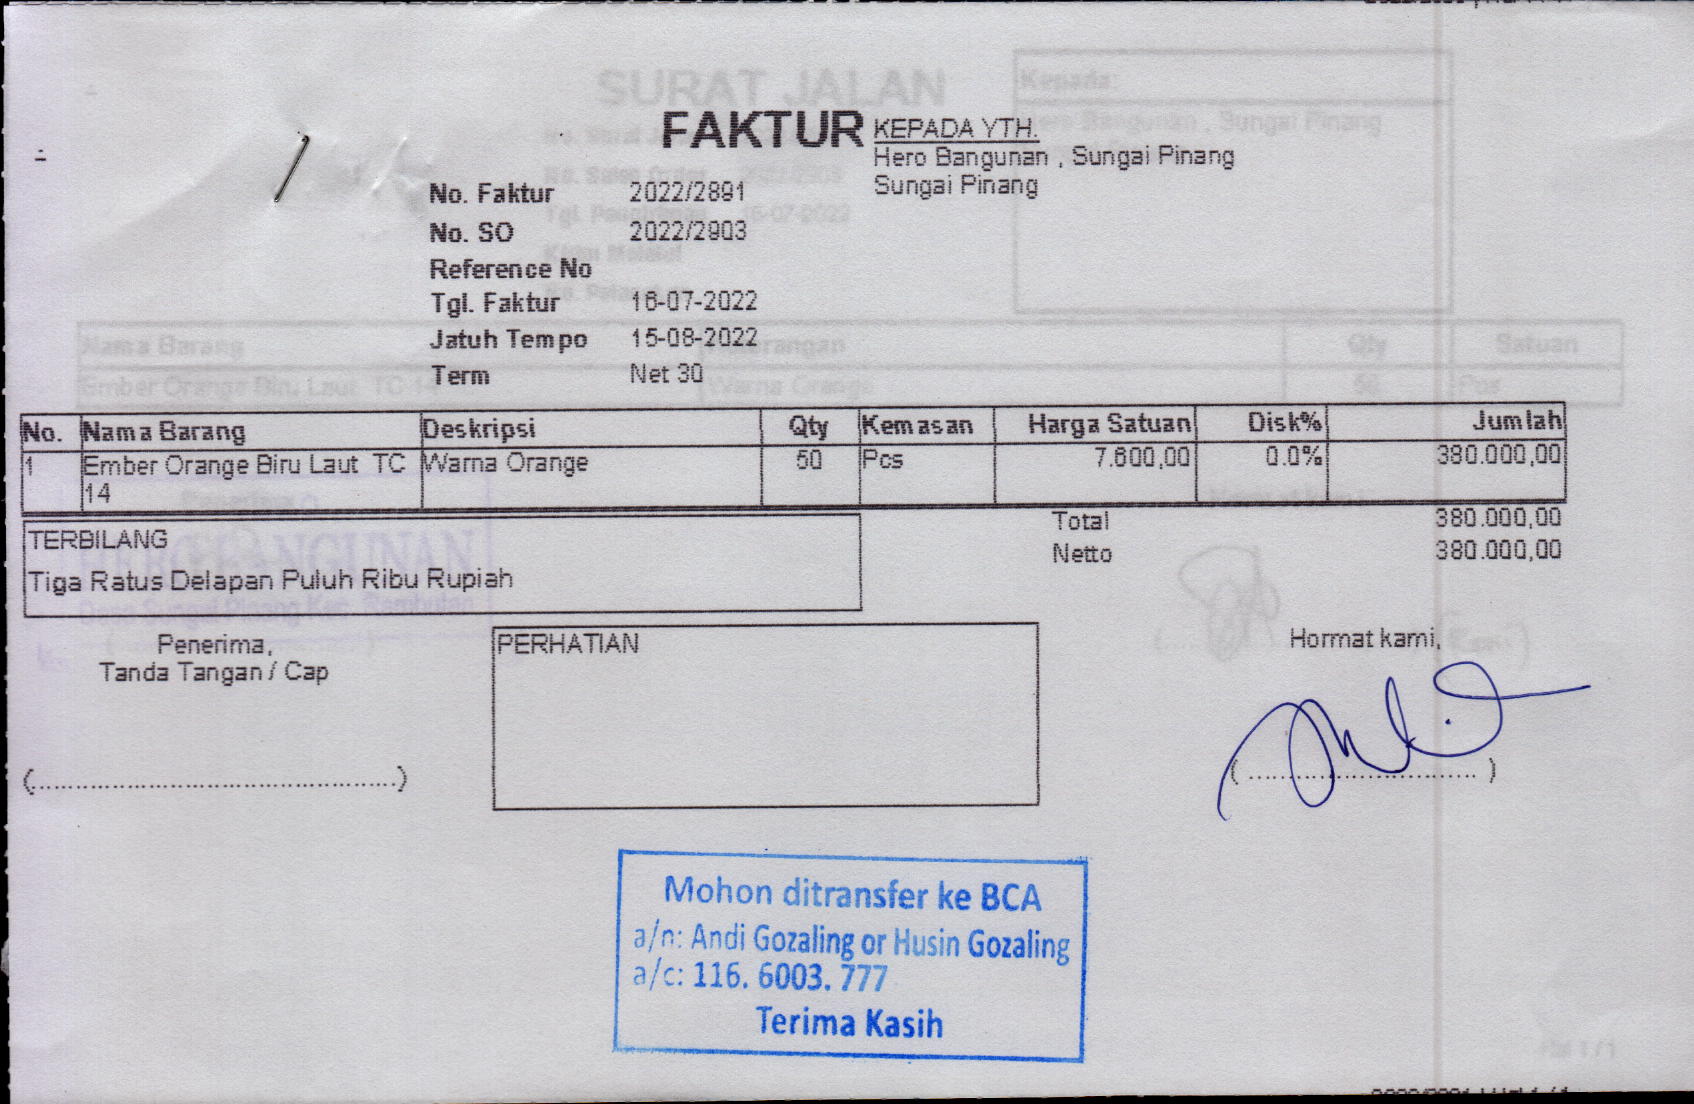 FAKTUR
KEPADA YTH.
Hero Bangunan , Sungai Pinang
Sungai Pinang
No. Faktur 2022/2891
No. SO 2022/2903
Reference No
Tgl. Faktur 16-07-2022
Jatuh Tempo 15-08-2022
Term Net 30
No. Nama Barang Deskripsi Qty Kemasan Harga Satuan Disk% Jumlah
1 Ember Orange Biru Laut TC Warna Orange 50 Pcs 7.600,00 0.0% 380.000,00
14
Total 380.000,00
Netto 380.000,00
TERBILANG
Tiga Ratus Delapan Puluh Ribu Rupiah
Penerima,
Tanda Tangan / Cap
PERHATIAN
Hormat kami,
Mohon ditransfer ke BCA
a/n: Andi Gozaling or Husin Gozaling
a/c: 116. 6003. 777
Terima Kasih